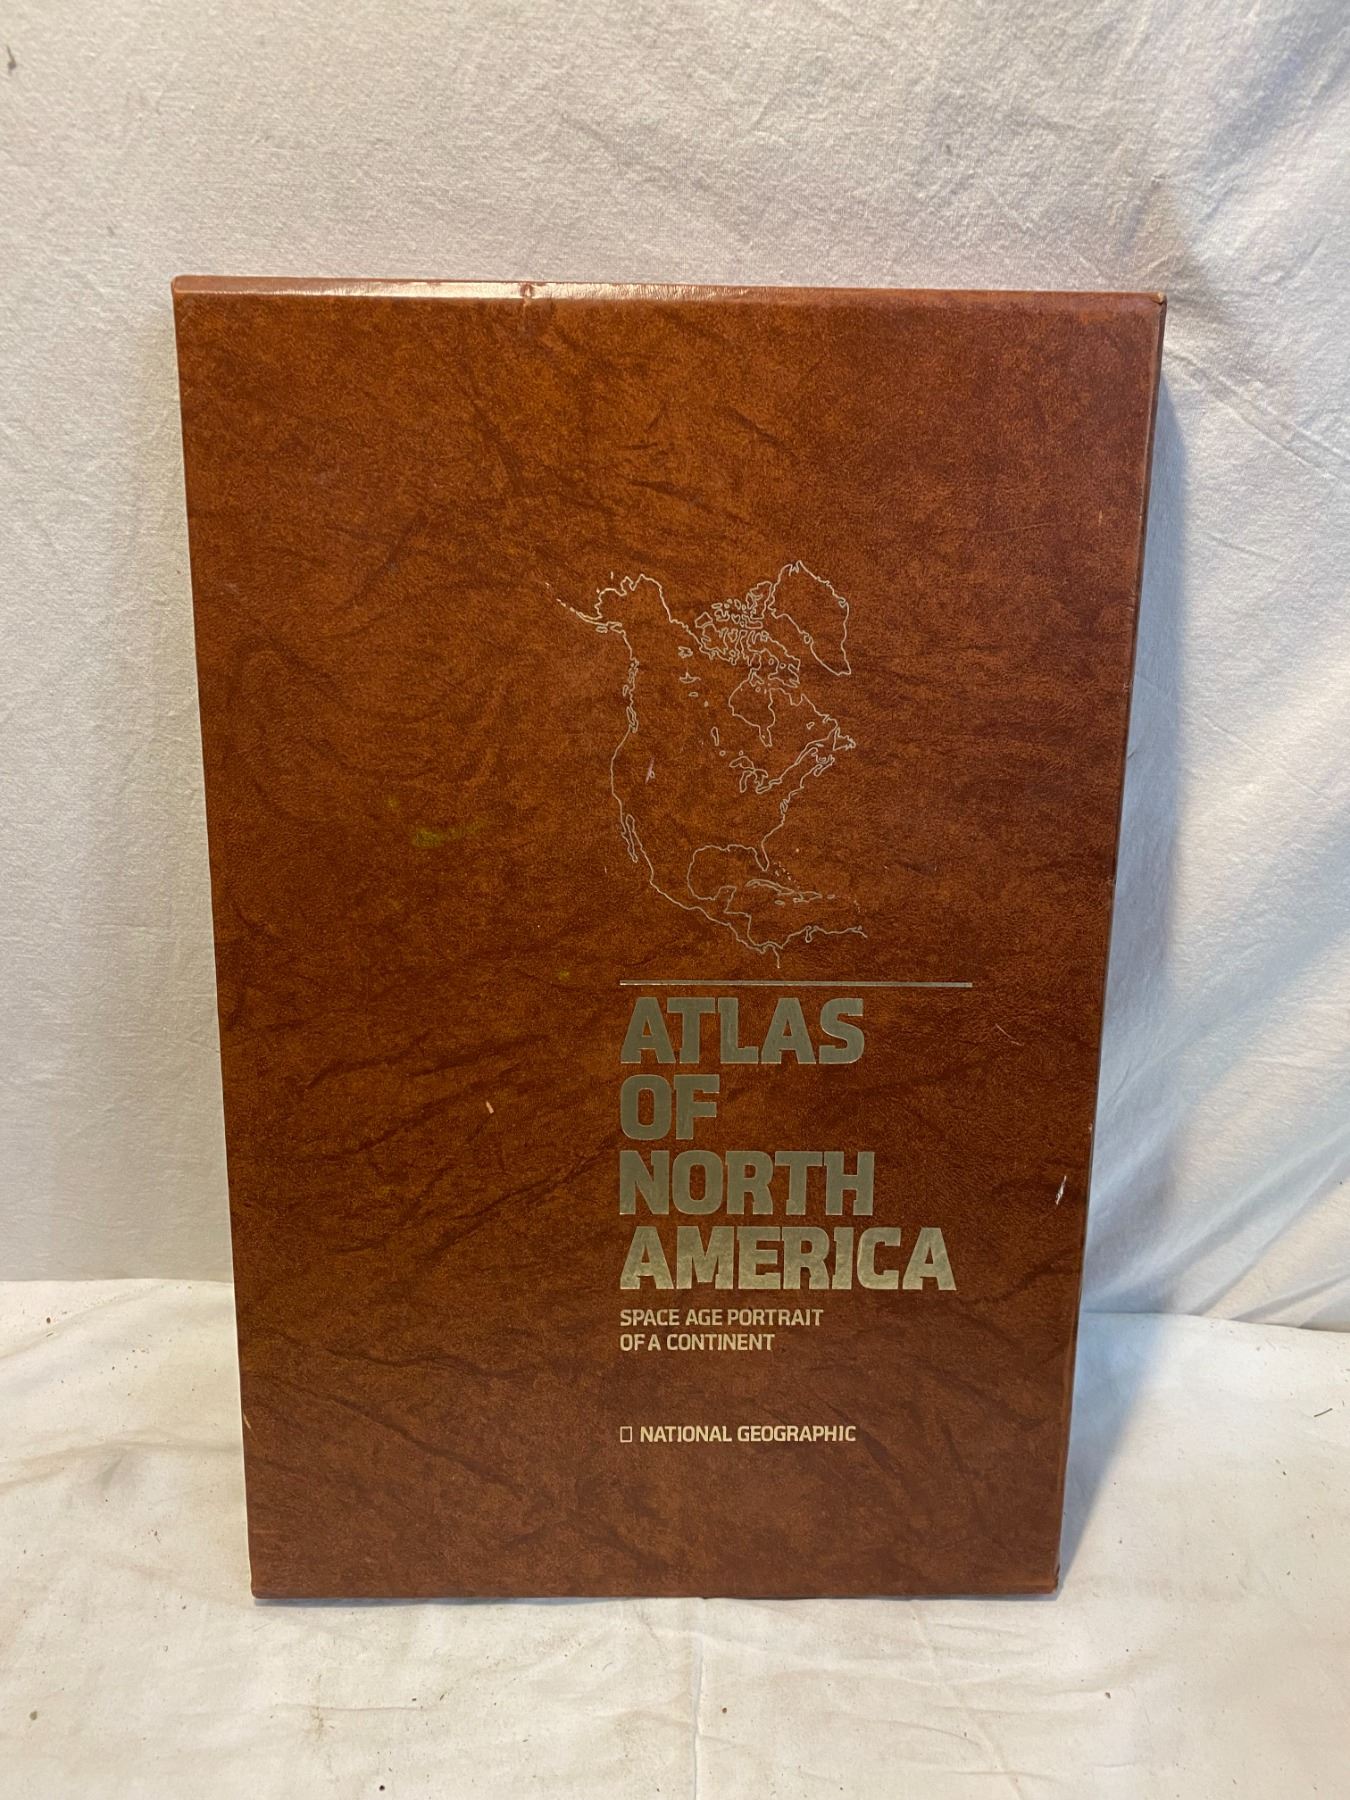 ATLAS
OF
NORTH
AMERICA
SPACE AGE PORTRAIT
OF A CONTINENT
NATIONAL GEOGRAPHIC